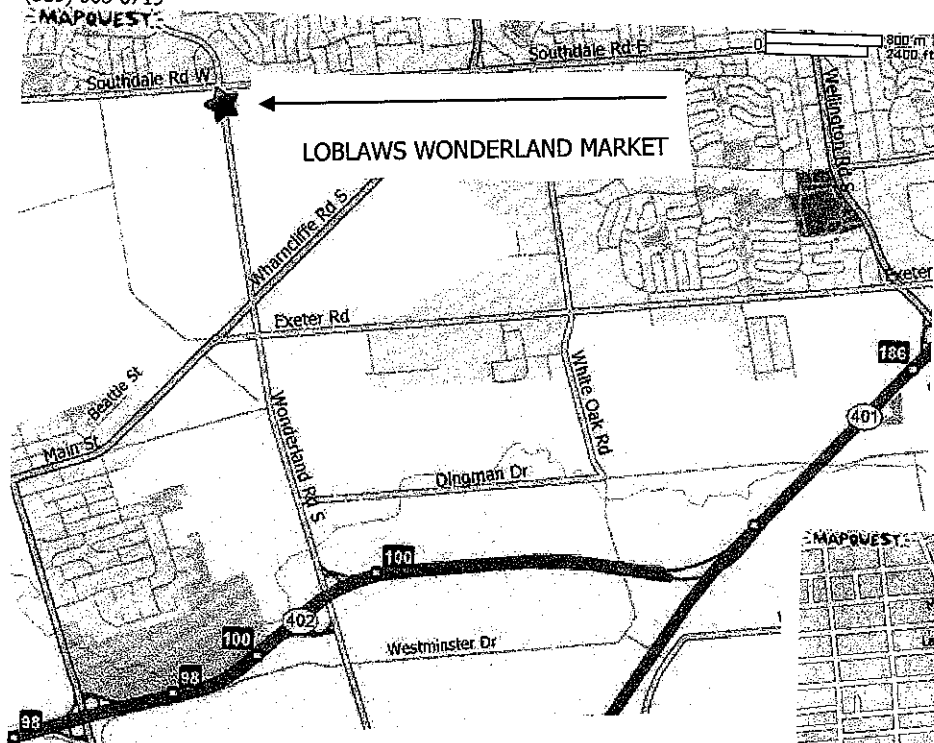 MAPQUEST
Southdale Rd W
Southdale Rd E
0
800 m
2400 ft
Wellington Rd S
LOBLAWS WONDERLAND MARKET
Wharncliffe Rd S
Exeter Rd
Exeter
Beattie St
Main St
Wonderland Rd S
White Oak Rd
186
401
Dingman Dr
100
402
100
Westminster Dr
98
98
MAPQUEST